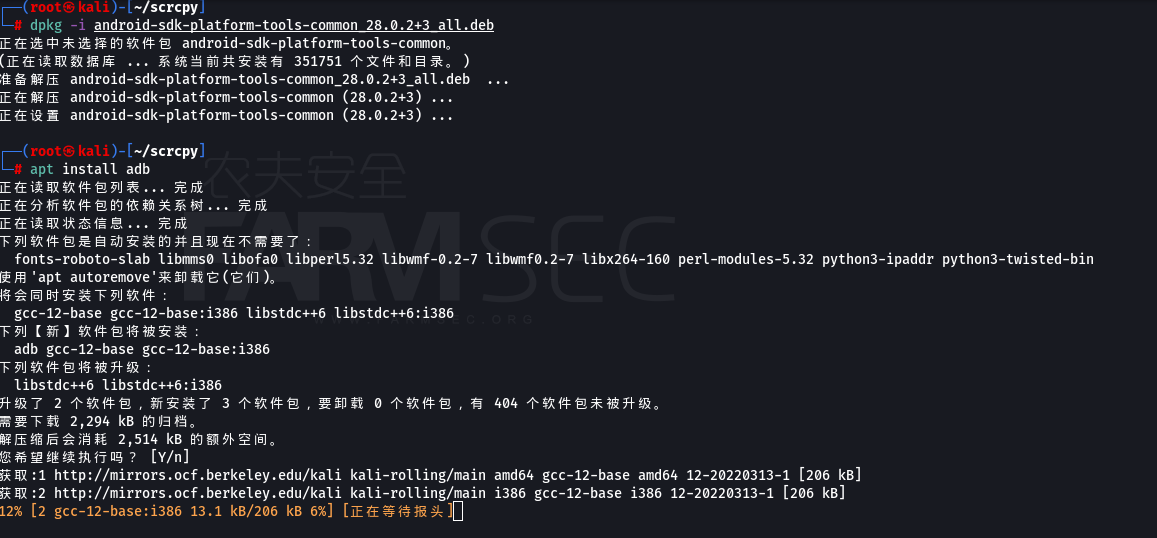 ┌──(root㉿kali)-[~/scrcpy]
└─# dpkg -i android-sdk-platform-tools-common_28.0.2+3_all.deb
正在选中未选择的软件包 android-sdk-platform-tools-common。
(正在读取数据库 ... 系统当前共安装有 351751 个文件和目录。)
准备解压 android-sdk-platform-tools-common_28.0.2+3_all.deb ...
正在解压 android-sdk-platform-tools-common (28.0.2+3) ...
正在设置 android-sdk-platform-tools-common (28.0.2+3) ...
┌──(root㉿kali)-[~/scrcpy]
└─# apt install adb
农夫安全
正在读取软件包列表... 完成
正在分析软件包的依赖关系树... 完成
正在读取状态信息... 完成
FARMSEC
下列软件包是自动安装的并且现在不需要了：
fonts-roboto-slab libmms0 libofa0 libperl5.32 libwmf-0.2-7 libwmf0.2-7 libx264-160 perl-modules-5.32 python3-ipaddr python3-twisted-bin
使用'apt autoremove'来卸载它(它们)。
将会同时安装下列软件：
gcc-12-base gcc-12-base:i386 libstdc++6 libstdc++6:i386
WWW.FARMSEC.ORG
下列【新】软件包将被安装：
adb gcc-12-base gcc-12-base:i386
下列软件包将被升级：
libstdc++6 libstdc++6:i386
升级了 2 个软件包，新安装了 3 个软件包，要卸载 0 个软件包，有 404 个软件包未被升级。
需要下载 2,294 kB 的归档。
解压缩后会消耗 2,514 kB 的额外空间。
您希望继续执行吗？ [Y/n]
获取:1 http://mirrors.ocf.berkeley.edu/kali kali-rolling/main amd64 gcc-12-base amd64 12-20220313-1 [206 kB]
获取:2 http://mirrors.ocf.berkeley.edu/kali kali-rolling/main i386 gcc-12-base i386 12-20220313-1 [206 kB]
12% [2 gcc-12-base:i386 13.1 kB/206 kB 6%] [正在等待报头]